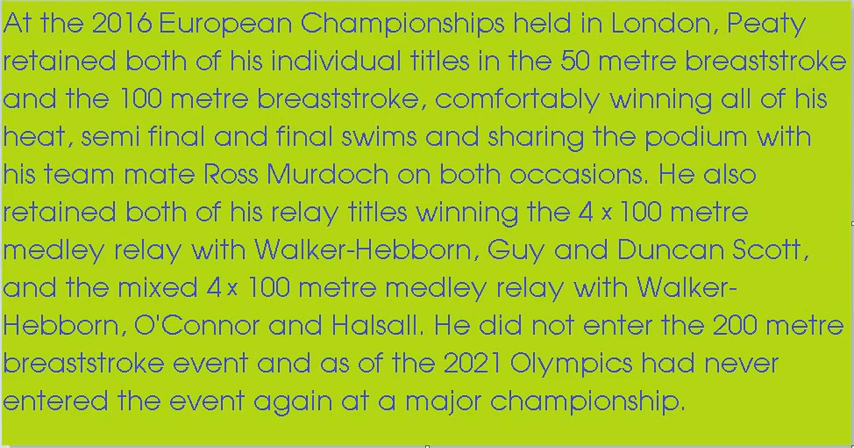 At the 2016 European Championships held in London, Peaty
retained both of his individual titles in the 50 metre breaststroke
and the 100 metre breaststroke, comfortably winning all of his
heat, semi final and final swims and sharing the podium with
his team mate Ross Murdoch on both occasions. He also
retained both of his relay titles winning the 4 x 100 metre
medley relay with Walker-Hebborn, Guy and Duncan Scott,
and the mixed 4 x 100 metre medley relay with Walker-
Hebborn, O'Connor and Halsall. He did not enter the 200 metre
breaststroke event and as of the 2021 Olympics had never
entered the event again at a major championship.